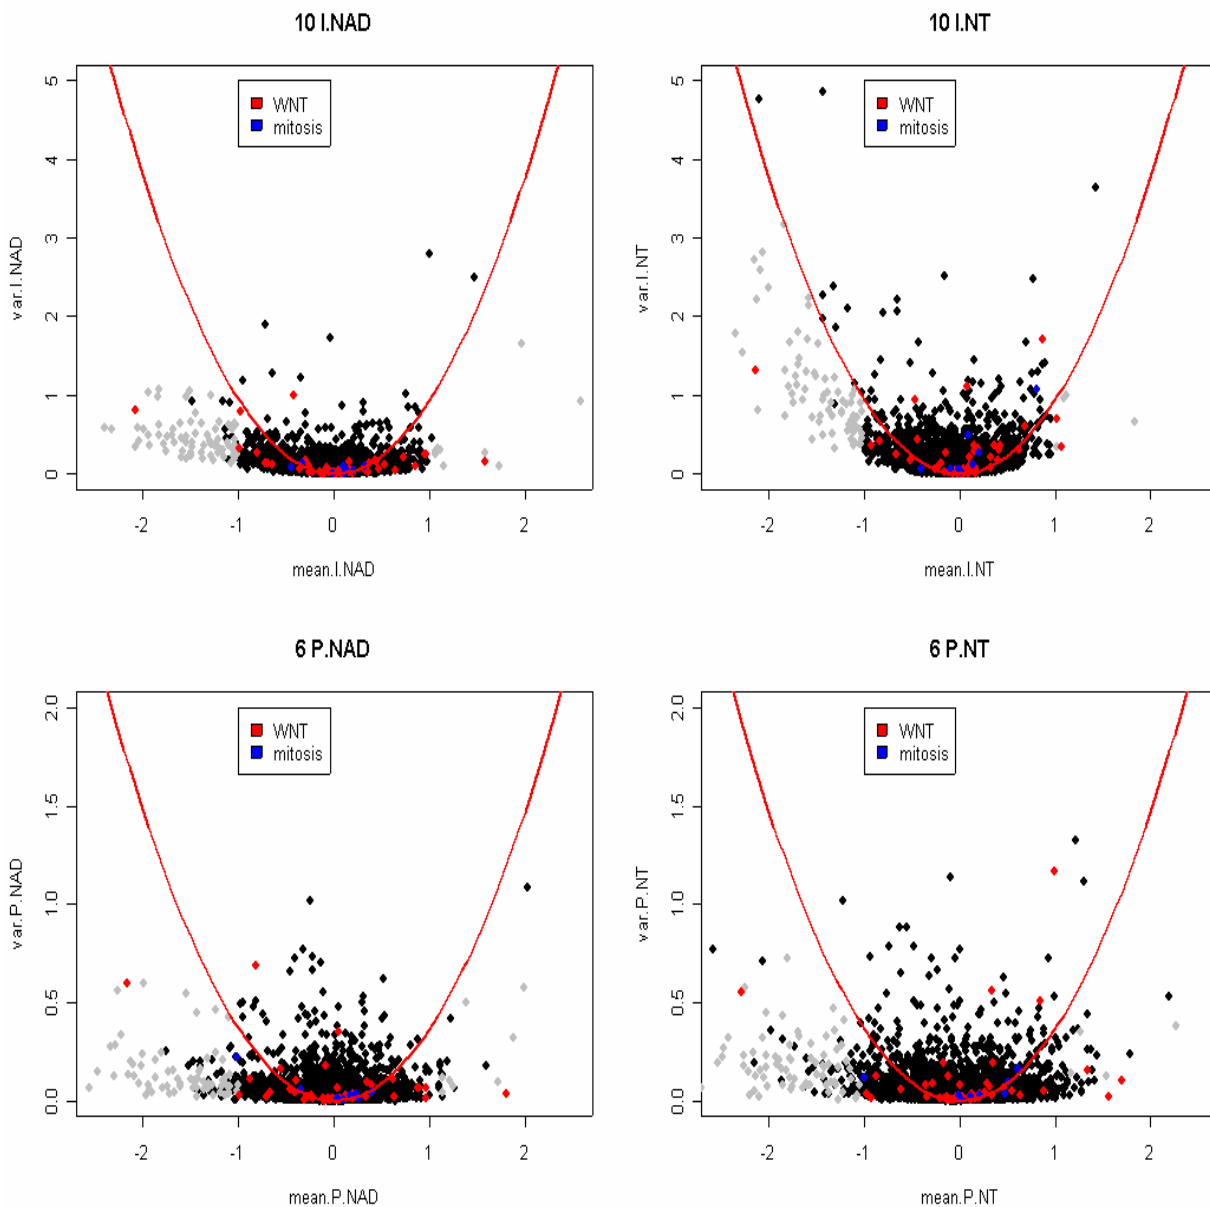 10 I.NAD
var.I.NAD
5
4
3
2
1
0
WNT
mitosis
-2 -1 0 1 2
mean.I.NAD
10 I.NT
var.I.NT
5
4
3
2
1
0
WNT
mitosis
-2 -1 0 1 2
mean.I.NT
6 P.NAD
var.P.NAD
2.0
1.5
1.0
0.5
0.0
WNT
mitosis
-2 -1 0 1 2
mean.P.NAD
6 P.NT
var.P.NT
2.0
1.5
1.0
0.5
0.0
WNT
mitosis
-2 -1 0 1 2
mean.P.NT